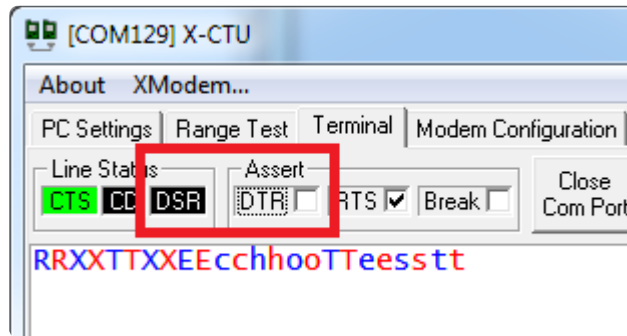 [COM129] X-CTU
About XModem...
PC Settings Range Test Terminal Modem Configuration
Line Status Assert
CTS CD DSR DTR RTS Break Close Com Port
RRXXTTXXEEcchhooTTeesstt